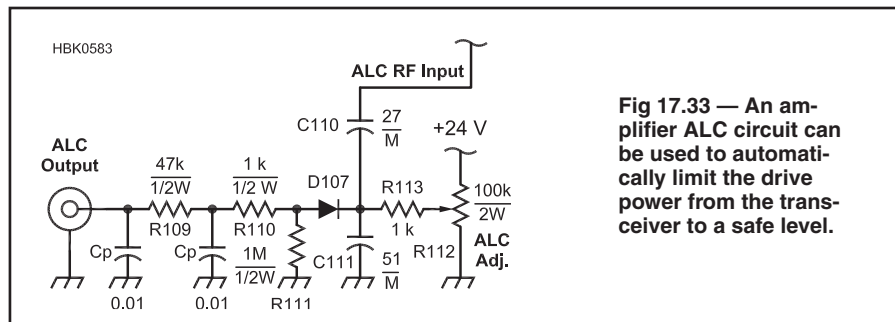 HBK0583
ALC RF Input
C110
27
M
+24 V
ALC
Output
47k
1/2W
1 k
1/2 W
D107
R113
100k
2W
R109
R110
1 k
R112
ALC
Adj.
Cp
Cp
1M
1/2W
C111
51
M
0.01
0.01
R111
Fig 17.33 — An am-
plifier ALC circuit can
be used to automati-
cally limit the drive
power from the trans-
ceiver to a safe level.